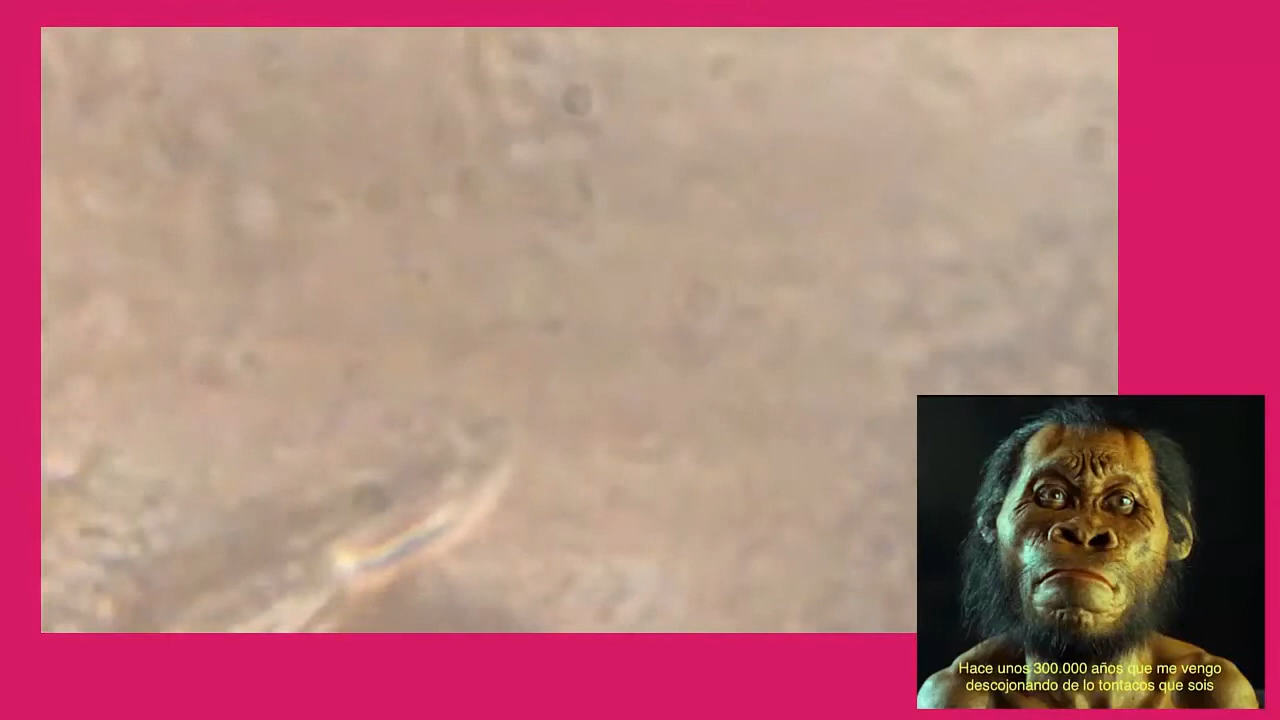 Hace unos 300.000 años que me vengo
descojonando de lo tontacos que sois